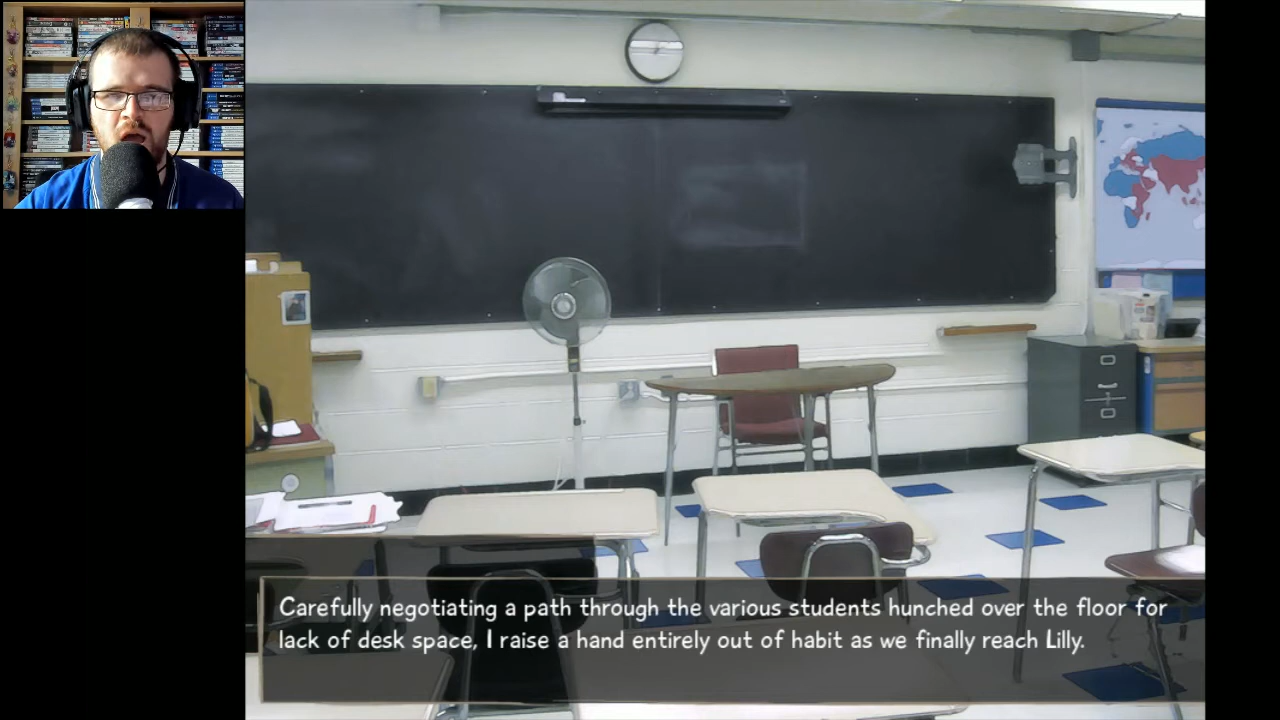 Carefully negotiating a path through the various students hunched over the floor for
lack of desk space, I raise a hand entirely out of habit as we finally reach Lilly.